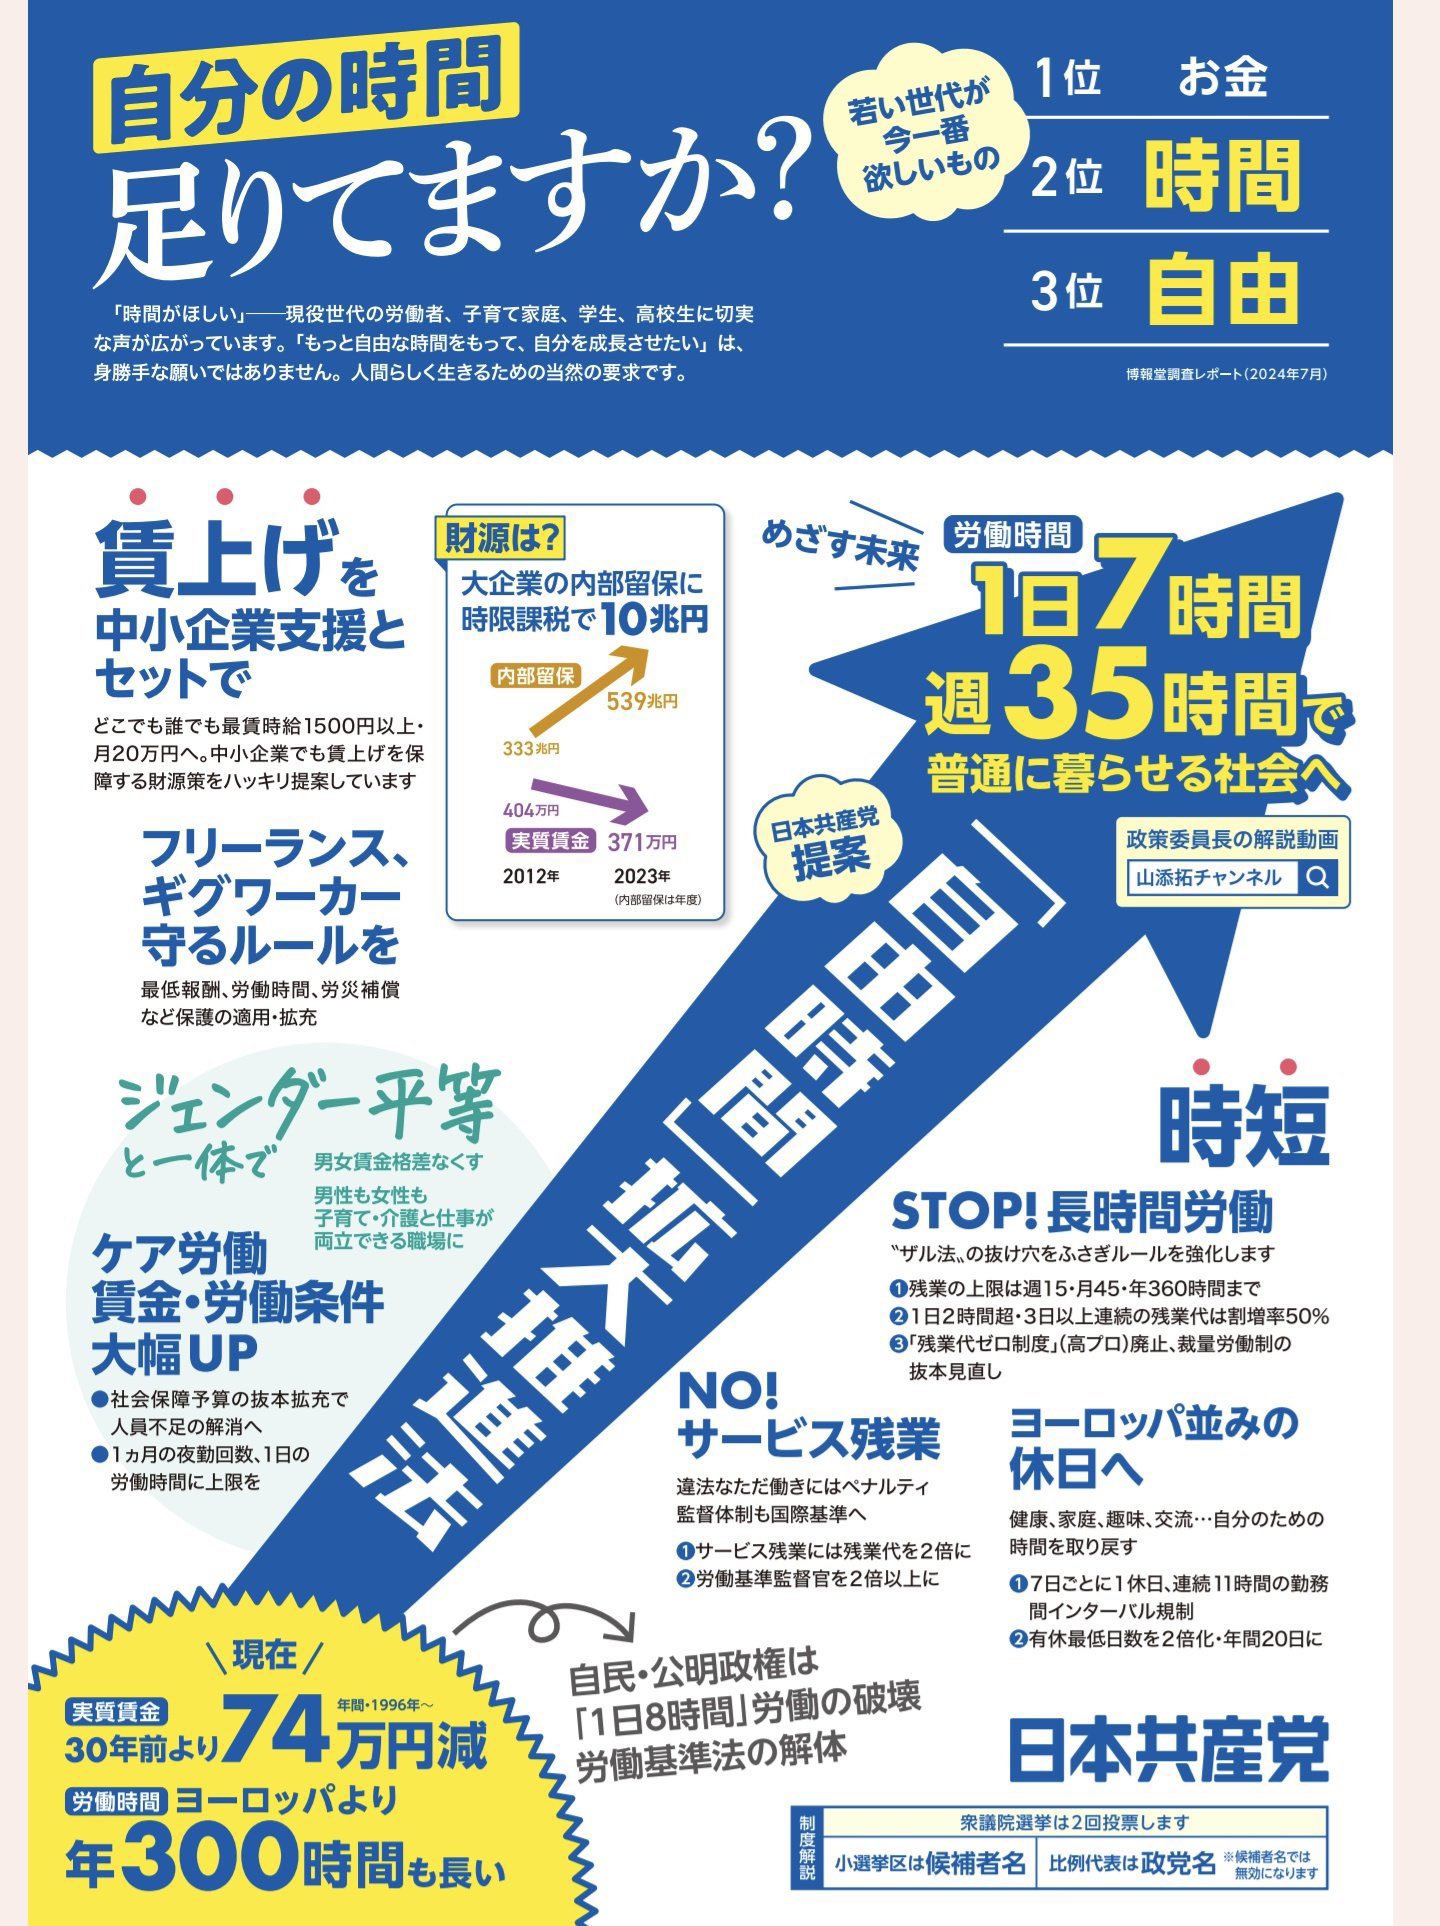 自分の時間
足りてますか?
「時間がほしい」──現役世代の労働者、子育て家庭、学生、高校生に切実
な声が広がっています。「もっと自由な時間をもって、自分を成長させたい」は、
身勝手な願いではありません。人間らしく生きるための当然の要求です。
若い世代が
今一番
欲しいもの
1位 お金
2位 時間
3位 自由
博報堂調査レポート(2024年7月)
賃上げを
中小企業支援と
セットで
どこでも誰でも最賃時給1500円以上・
月20万円へ。中小企業でも賃上げを保
障する財源策をハッキリ提案しています
財源は?
大企業の内部留保に
時限課税で10兆円
内部留保
539兆円
333兆円
404万円
実質賃金 371万円
2012年 2023年
(内部留保は年度)
めざす未来
労働時間
1日7時間
週35時間で
普通に暮らせる社会へ
日本共産党
提案
政策委員長の解説動画
山添拓チャンネル
「自由時間」拡大推進法
フリーランス、
ギグワーカー
守るルールを
最低報酬、労働時間、労災補償
など保護の適用・拡充
ジェンダー平等
と一体で
男女賃金格差なくす
男性も女性も
子育て・介護と仕事が
両立できる職場に
ケア労働
賃金・労働条件
大幅UP
●社会保障予算の抜本拡充で
人員不足の解消へ
●1ヵ月の夜勤回数、1日の
労働時間に上限を
時短
STOP!長時間労働
〝ザル法〟の抜け穴をふさぎルールを強化します
❶残業の上限は週15・月45・年360時間まで
❷1日2時間超・3日以上連続の残業代は割増率50%
❸「残業代ゼロ制度」(高プロ)廃止、裁量労働制の
抜本見直し
NO!
サービス残業
違法なただ働きにはペナルティ
監督体制も国際基準へ
❶サービス残業には残業代を2倍に
❷労働基準監督官を2倍以上に
ヨーロッパ並みの
休日へ
健康、家庭、趣味、交流…自分のための
時間を取り戻す
❶7日ごとに1休日、連続11時間の勤務
間インターバル規制
❷有休最低日数を2倍化・年間20日に
\現在/
実質賃金
年間・1996年～
30年前より74万円減
労働時間 ヨーロッパより
年300時間も長い
自民・公明政権は
「1日8時間」労働の破壊
労働基準法の解体
日本共産党
制度解説
衆議院選挙は2回投票します
小選挙区は候補者名
比例代表は政党名 ※候補者名では
無効になります